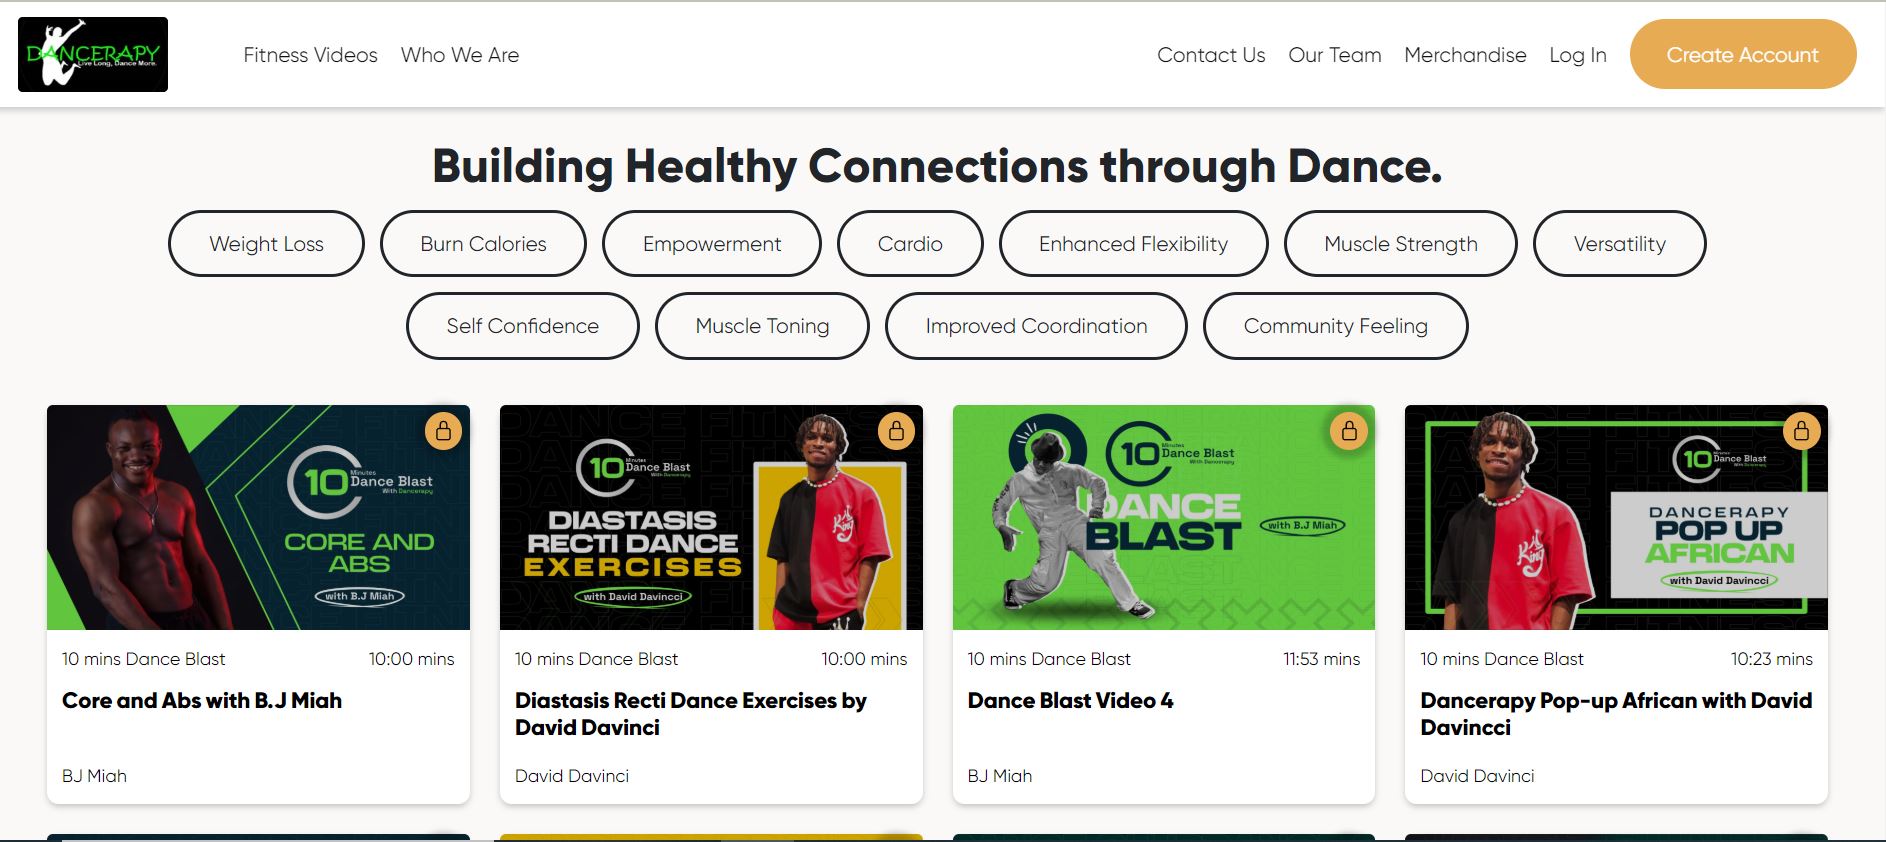 DANCERAPY
Live Long, Dance More.
Fitness Videos
Who We Are
Contact Us
Our Team
Merchandise
Log In
Create Account
Building Healthy Connections through Dance.
Weight Loss
Burn Calories
Empowerment
Cardio
Enhanced Flexibility
Muscle Strength
Versatility
Self Confidence
Muscle Toning
Improved Coordination
Community Feeling
10 Minutes
Dance Blast
With Dancerapy
CORE AND
ABS
with B.J Miah
10 mins Dance Blast
10:00 mins
Core and Abs with B.J Miah
BJ Miah
10 Minutes
Dance Blast
With Dancerapy
DIASTASIS
RECTI DANCE
EXERCISES
with David Davincci
King
10 mins Dance Blast
10:00 mins
Diastasis Recti Dance Exercises by
David Davinci
David Davinci
10 Minutes
Dance Blast
With Dancerapy
DANCE
BLAST
with B.J Miah
10 mins Dance Blast
11:53 mins
Dance Blast Video 4
BJ Miah
10 Minutes
Dance Blast
With Dancerapy
DANCERAPY
POP UP
AFRICAN
with David Davincci
King
10 mins Dance Blast
10:23 mins
Dancerapy Pop-up African with David
Davincci
David Davinci